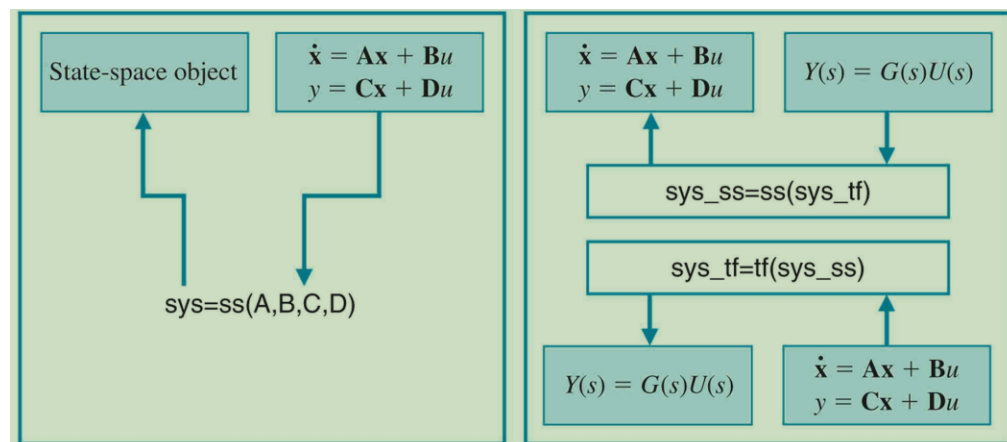 State-space object
ẋ = Ax + Bu
y = Cx + Du
sys=ss(A,B,C,D)
ẋ = Ax + Bu
y = Cx + Du
Y(s) = G(s)U(s)
sys_ss=ss(sys_tf)
sys_tf=tf(sys_ss)
Y(s) = G(s)U(s)
ẋ = Ax + Bu
y = Cx + Du